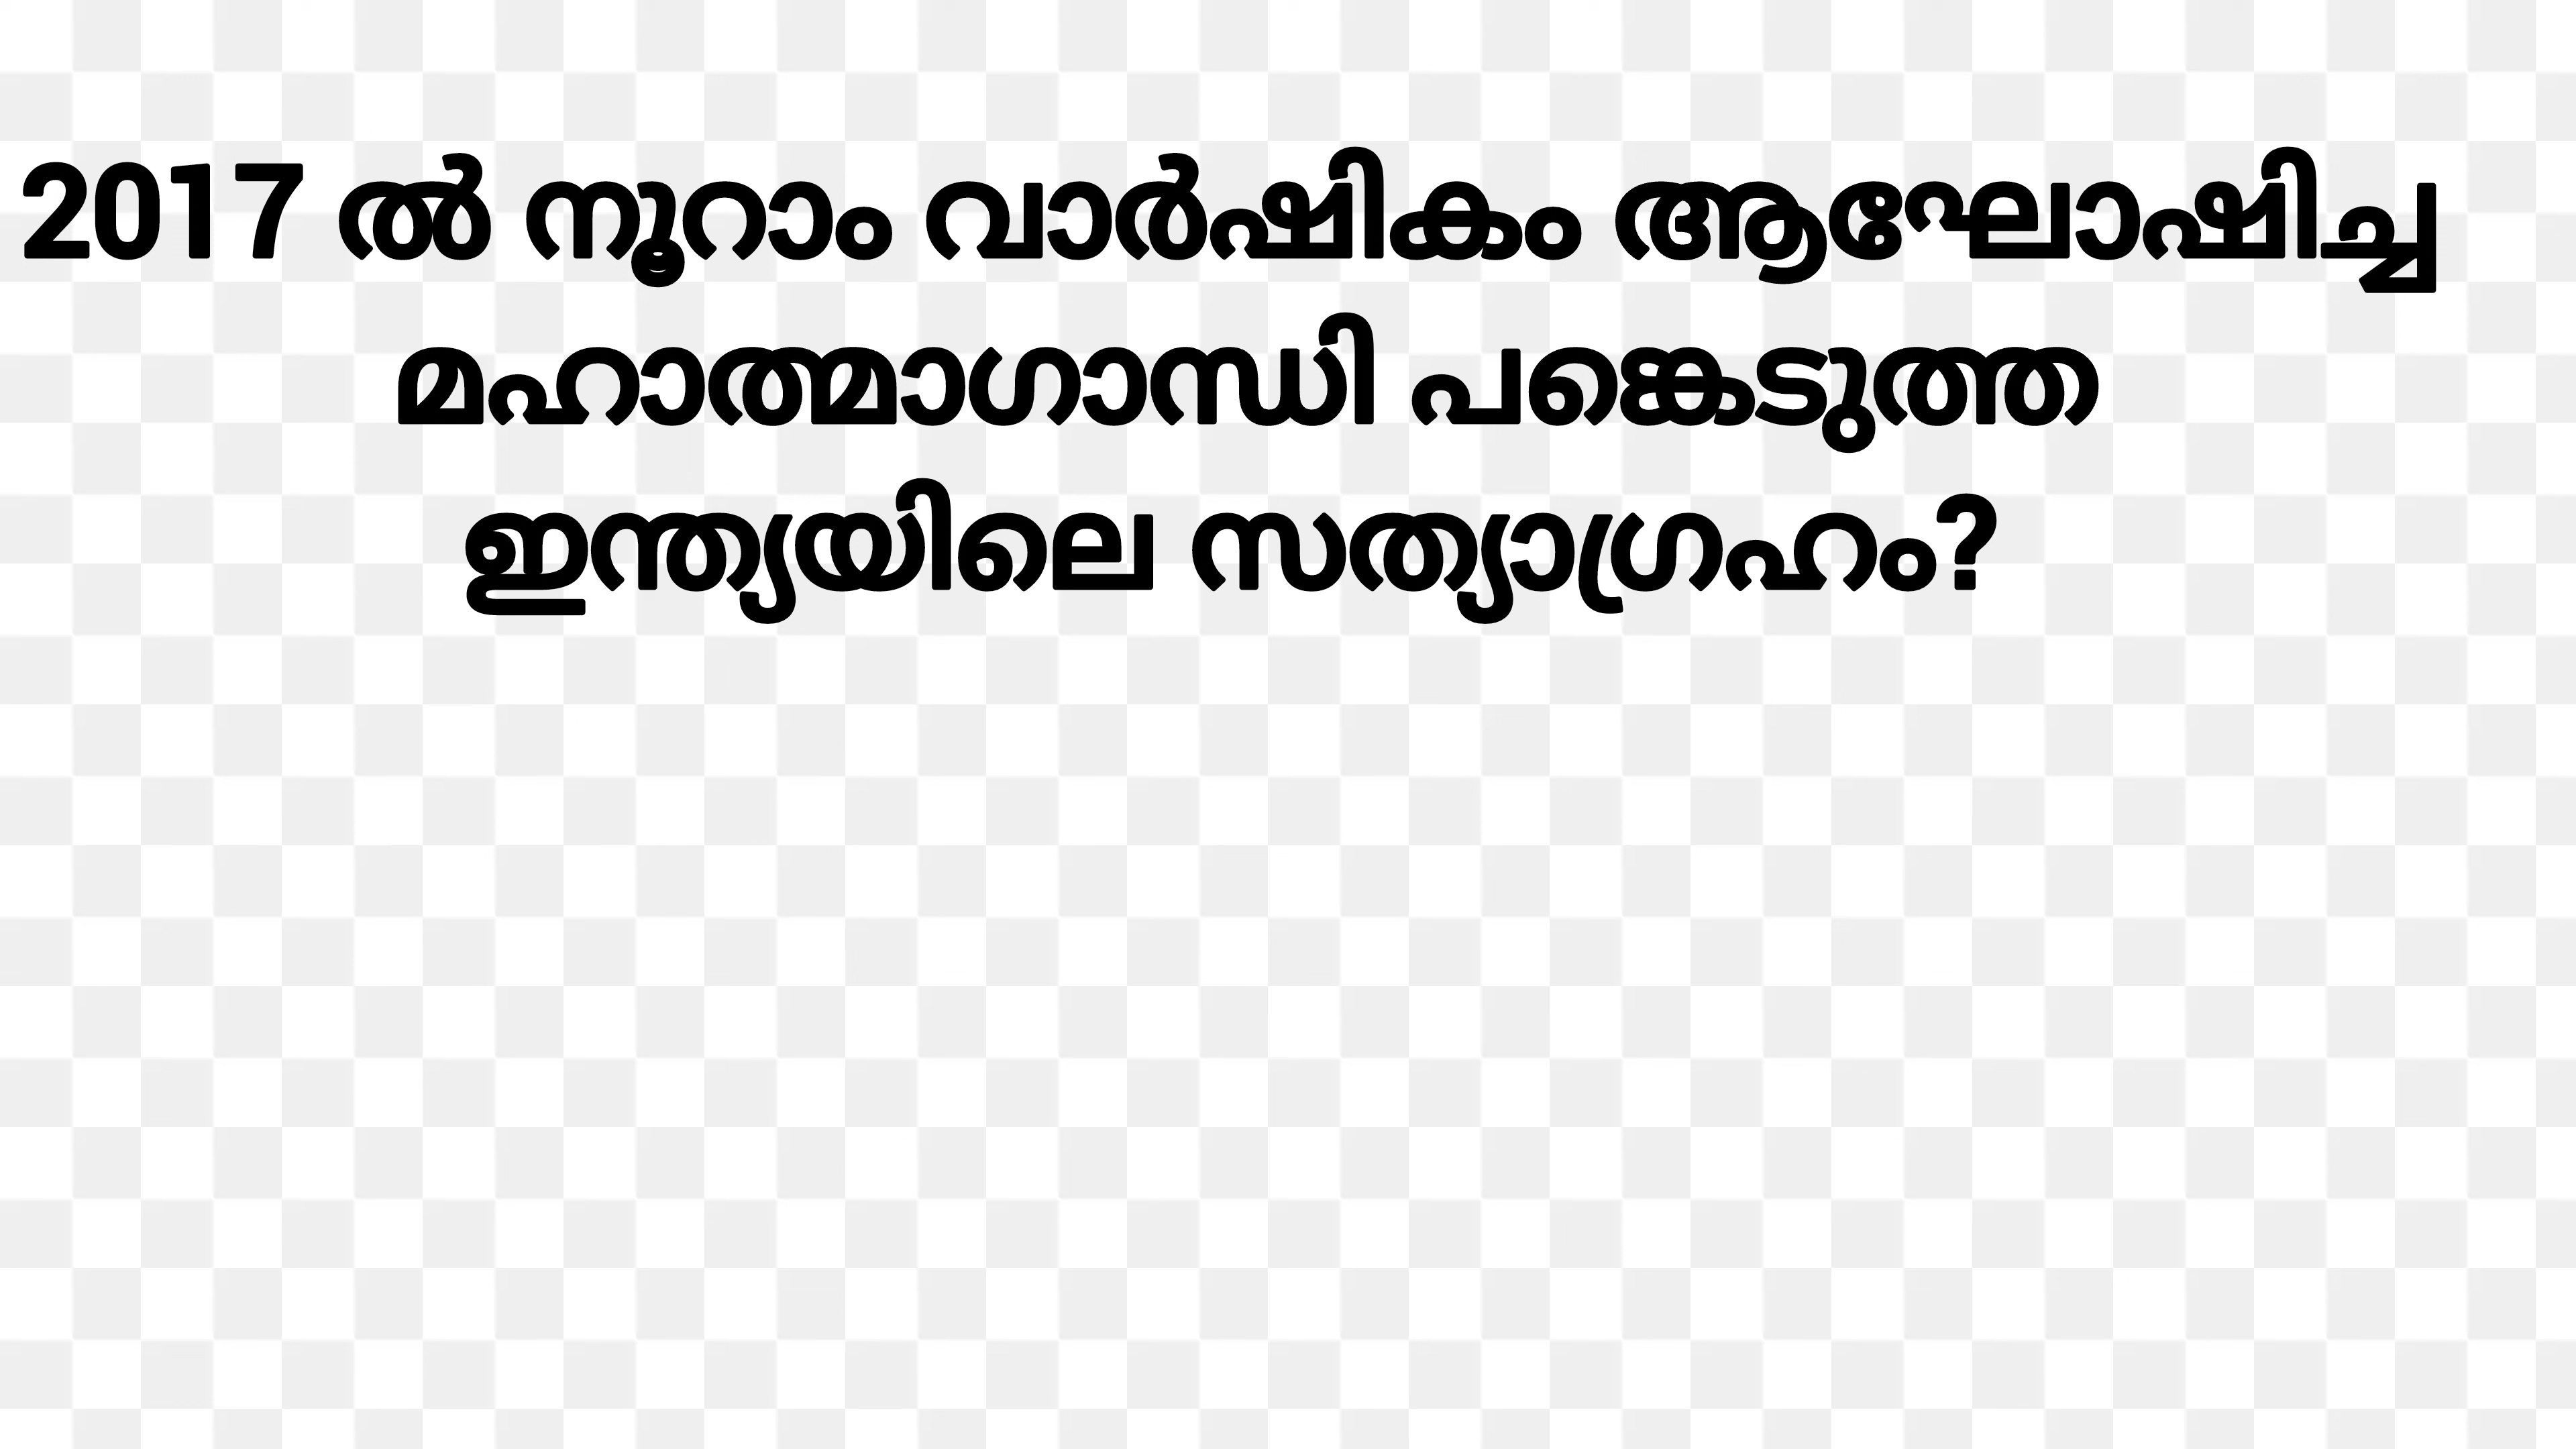 2017 ൽ നൂറാം വാർഷികം ആഘോഷിച്ച
മഹാത്മാഗാന്ധി പങ്കെടുത്ത
ഇന്ത്യയിലെ സത്യാഗ്രഹം?